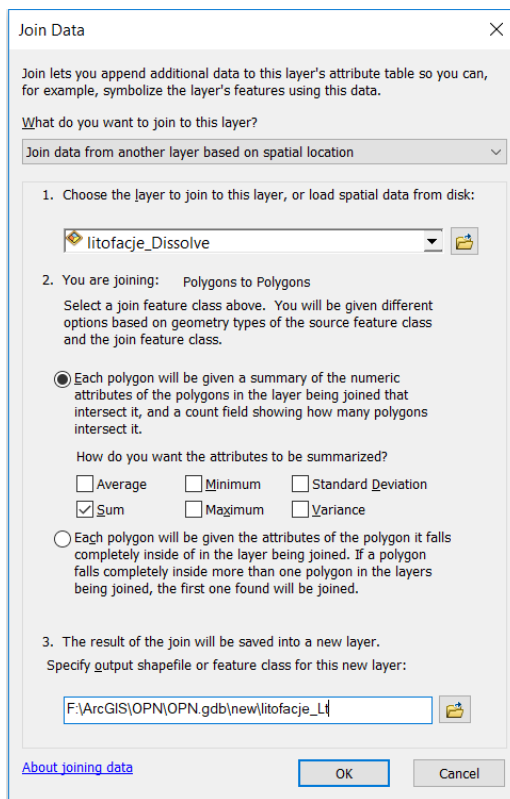 Join Data
Join lets you append additional data to this layer's attribute table so you can,
for example, symbolize the layer's features using this data.
What do you want to join to this layer?
Join data from another layer based on spatial location
1. Choose the layer to join to this layer, or load spatial data from disk:
litofacje_Dissolve
2. You are joining: Polygons to Polygons
Select a join feature class above. You will be given different
options based on geometry types of the source feature class
and the join feature class.
Each polygon will be given a summary of the numeric
attributes of the polygons in the layer being joined that
intersect it, and a count field showing how many polygons
intersect it.
How do you want the attributes to be summarized?
Average Minimum Standard Deviation
Sum Maximum Variance
Each polygon will be given the attributes of the polygon it falls
completely inside of in the layer being joined. If a polygon
falls completely inside more than one polygon in the layers
being joined, the first one found will be joined.
3. The result of the join will be saved into a new layer.
Specify output shapefile or feature class for this new layer:
F:\ArcGIS\OPN\OPN.gdb\new\litofacje_Lt
About joining data
OK Cancel